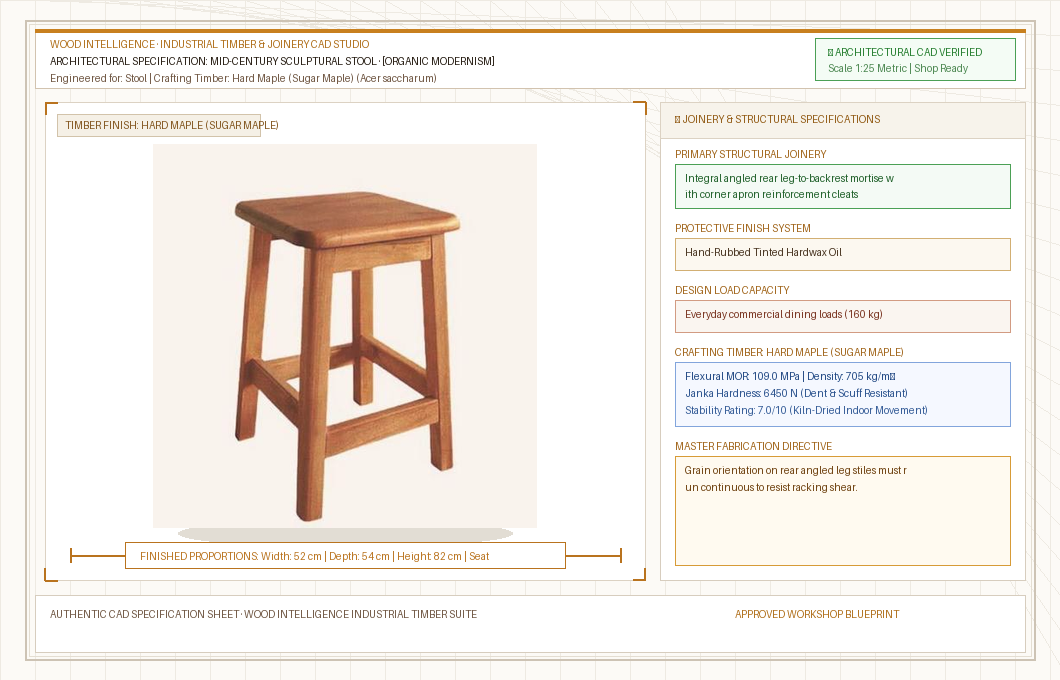 WOOD INTELLIGENCE · INDUSTRIAL TIMBER & JOINERY CAD STUDIO
ARCHITECTURAL SPECIFICATION: MID-CENTURY SCULPTURAL STOOL · [ORGANIC MODERNISM]
Engineered for: Stool | Crafting Timber: Hard Maple (Sugar Maple) (Acer saccharum)
ARCHITECTURAL CAD VERIFIED
Scale 1:25 Metric | Shop Ready
TIMBER FINISH: HARD MAPLE (SUGAR MAPLE)
FINISHED PROPORTIONS: Width: 52 cm | Depth: 54 cm | Height: 82 cm | Seat
JOINERY & STRUCTURAL SPECIFICATIONS
PRIMARY STRUCTURAL JOINERY
Integral angled rear leg-to-backrest mortise w
ith corner apron reinforcement cleats
PROTECTIVE FINISH SYSTEM
Hand-Rubbed Tinted Hardwax Oil
DESIGN LOAD CAPACITY
Everyday commercial dining loads (160 kg)
CRAFTING TIMBER: HARD MAPLE (SUGAR MAPLE)
Flexural MOR: 109.0 MPa | Density: 705 kg/m
Janka Hardness: 6450 N (Dent & Scuff Resistant)
Stability Rating: 7.0/10 (Kiln-Dried Indoor Movement)
MASTER FABRICATION DIRECTIVE
Grain orientation on rear angled leg stiles must r
un continuous to resist racking shear.
AUTHENTIC CAD SPECIFICATION SHEET · WOOD INTELLIGENCE INDUSTRIAL TIMBER SUITE
APPROVED WORKSHOP BLUEPRINT